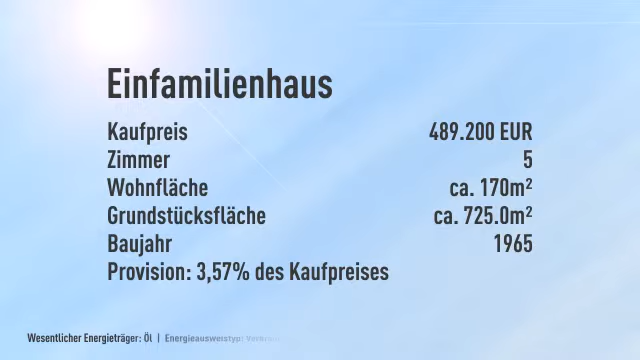 Einfamilienhaus
Kaufpreis 489.200 EUR
Zimmer 5
Wohnfläche ca. 170m²
Grundstücksfläche ca. 725.0m²
Baujahr 1965
Provision: 3,57% des Kaufpreises
Wesentlicher Energieträger: Öl | Energieausweistyp: